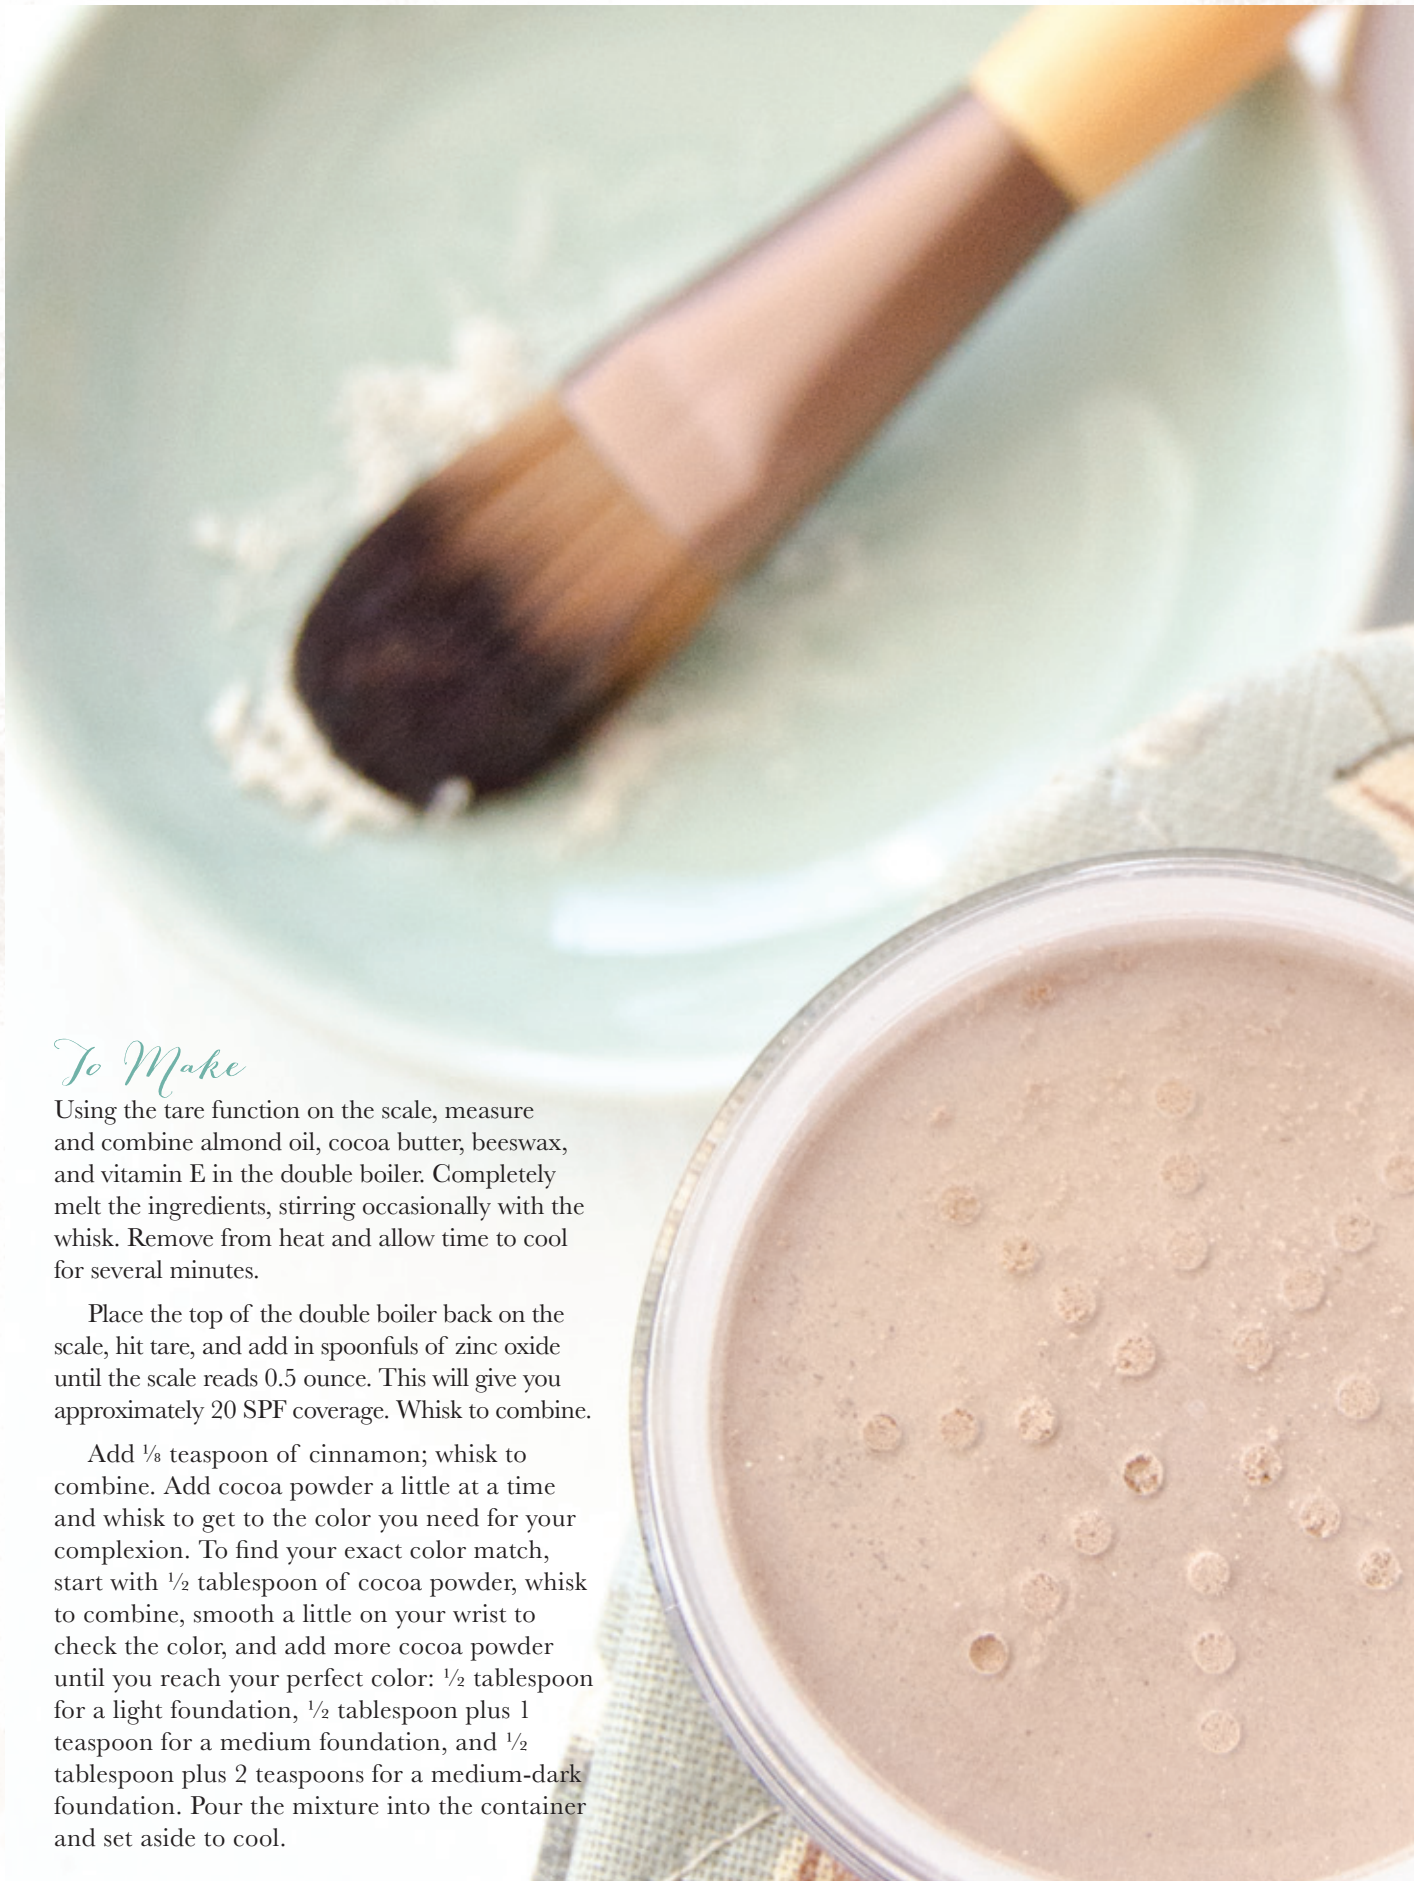 To Make
Using the tare function on the scale, measure
and combine almond oil, cocoa butter, beeswax,
and vitamin E in the double boiler. Completely
melt the ingredients, stirring occasionally with the
whisk. Remove from heat and allow time to cool
for several minutes.
Place the top of the double boiler back on the
scale, hit tare, and add in spoonfuls of zinc oxide
until the scale reads 0.5 ounce. This will give you
approximately 20 SPF coverage. Whisk to combine.
Add ⅛ teaspoon of cinnamon; whisk to
combine. Add cocoa powder a little at a time
and whisk to get to the color you need for your
complexion. To find your exact color match,
start with ½ tablespoon of cocoa powder, whisk
to combine, smooth a little on your wrist to
check the color, and add more cocoa powder
until you reach your perfect color: ½ tablespoon
for a light foundation, ½ tablespoon plus 1
teaspoon for a medium foundation, and ½
tablespoon plus 2 teaspoons for a medium-dark
foundation. Pour the mixture into the container
and set aside to cool.